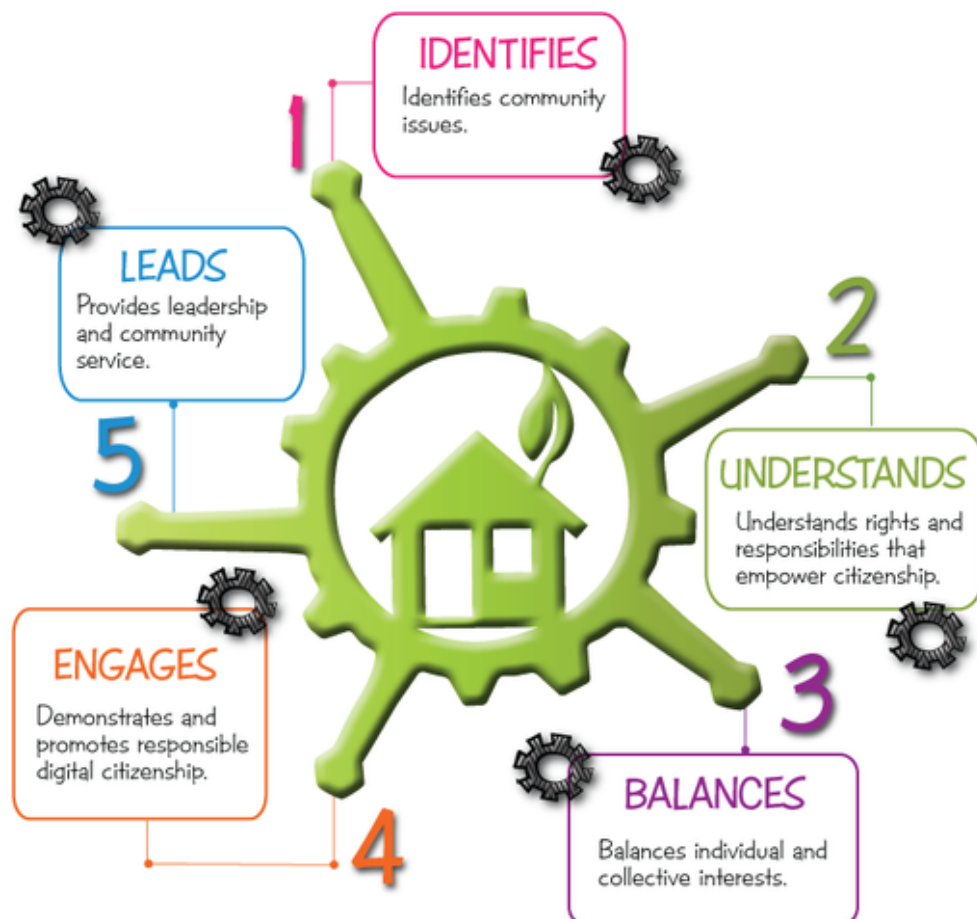 1
IDENTIFIES
Identifies community
issues.
2
UNDERSTANDS
Understands rights and
responsibilities that
empower citizenship.
3
BALANCES
Balances individual and
collective interests.
4
ENGAGES
Demonstrates and
promotes responsible
digital citizenship.
5
LEADS
Provides leadership
and community
service.